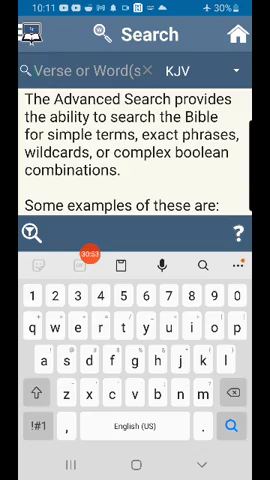 10:11
30%
Search
Verse or Word(s
KJV
The Advanced Search provides
the ability to search the Bible
for simple terms, exact phrases,
wildcards, or complex boolean
combinations.
Some examples of these are:
?
30:53
1 2 3 4 5 6 7 8 9 0
q w e r t y u i o p
a s d f g h j k l
z x c v b n m
!#1 , English (US) .